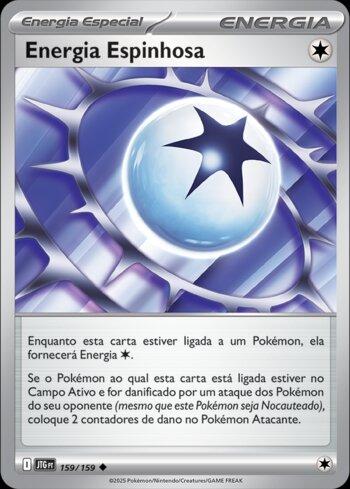 Energia Especial
ENERGIA
Energia Espinhosa
Enquanto esta carta estiver ligada a um Pokémon, ela
fornecerá Energia .
Se o Pokémon ao qual esta carta está ligada estiver no
Campo Ativo e for danificado por um ataque dos Pokémon
do seu oponente (mesmo que este Pokémon seja Nocauteado),
coloque 2 contadores de dano no Pokémon Atacante.
I JTG PT 159/159
©2025 Pokémon/Nintendo/Creatures/GAME FREAK